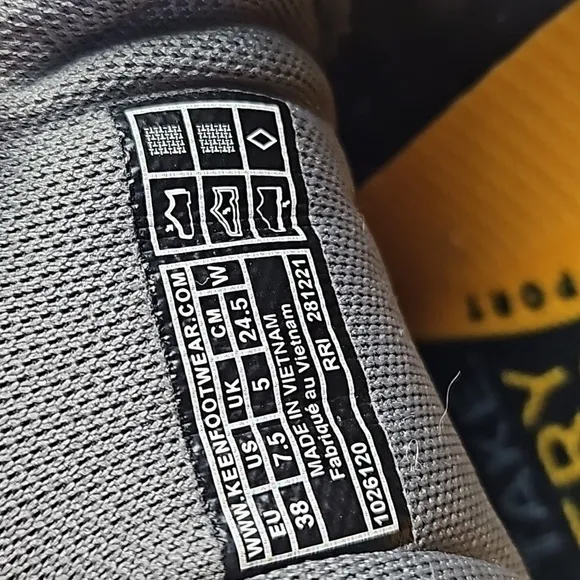 WWW.KEENFOOTWEAR.COM
EU US UK CM W
38 7.5 5 24.5
MADE IN VIETNAM
Fabriqué au Vietnam
RRI 281221
1026120
PORT